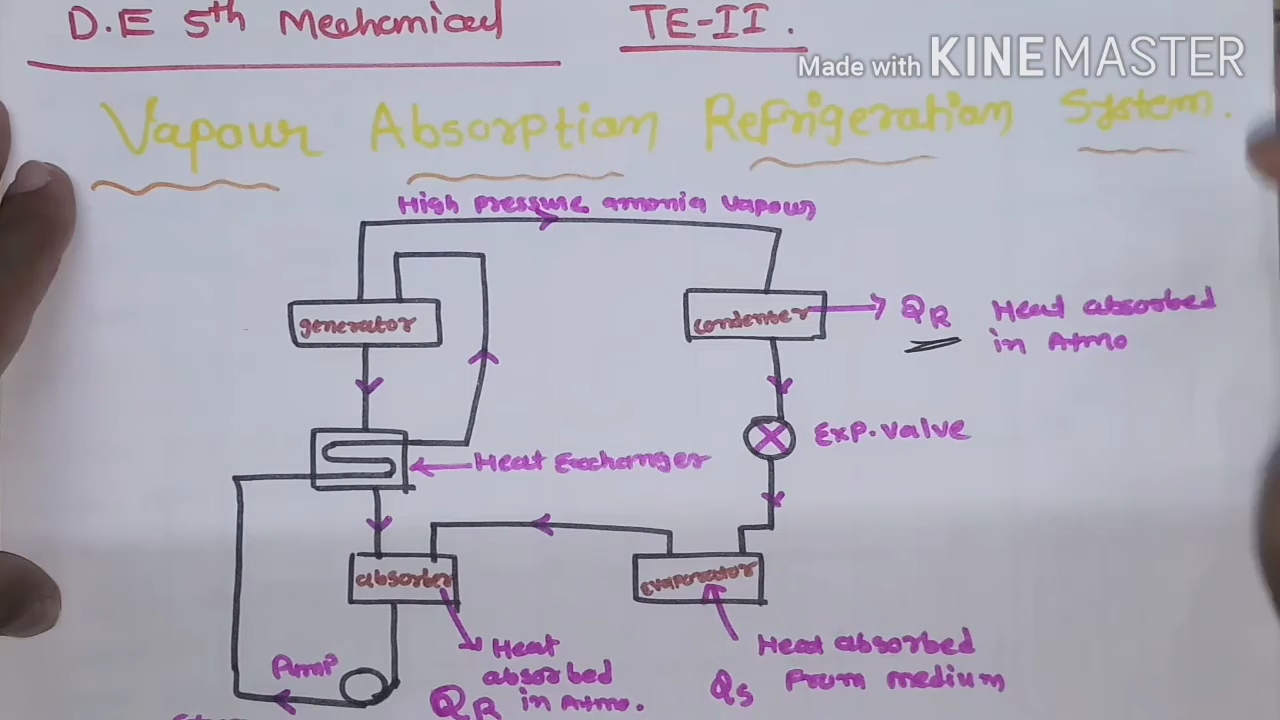 D.E 5th Mechanical TE-II.
Made with KINEMASTER
Vapour Absorption Refrigeration System.
High pressure amonia vapour
generator
condenser
QR Heat absorbed
in Atmo
Exp. valve
Heat Exchanger
absorber
evaporator
Pump
Heat
absorbed
in Atmo.
QR
Heat absorbed
From medium
Qs